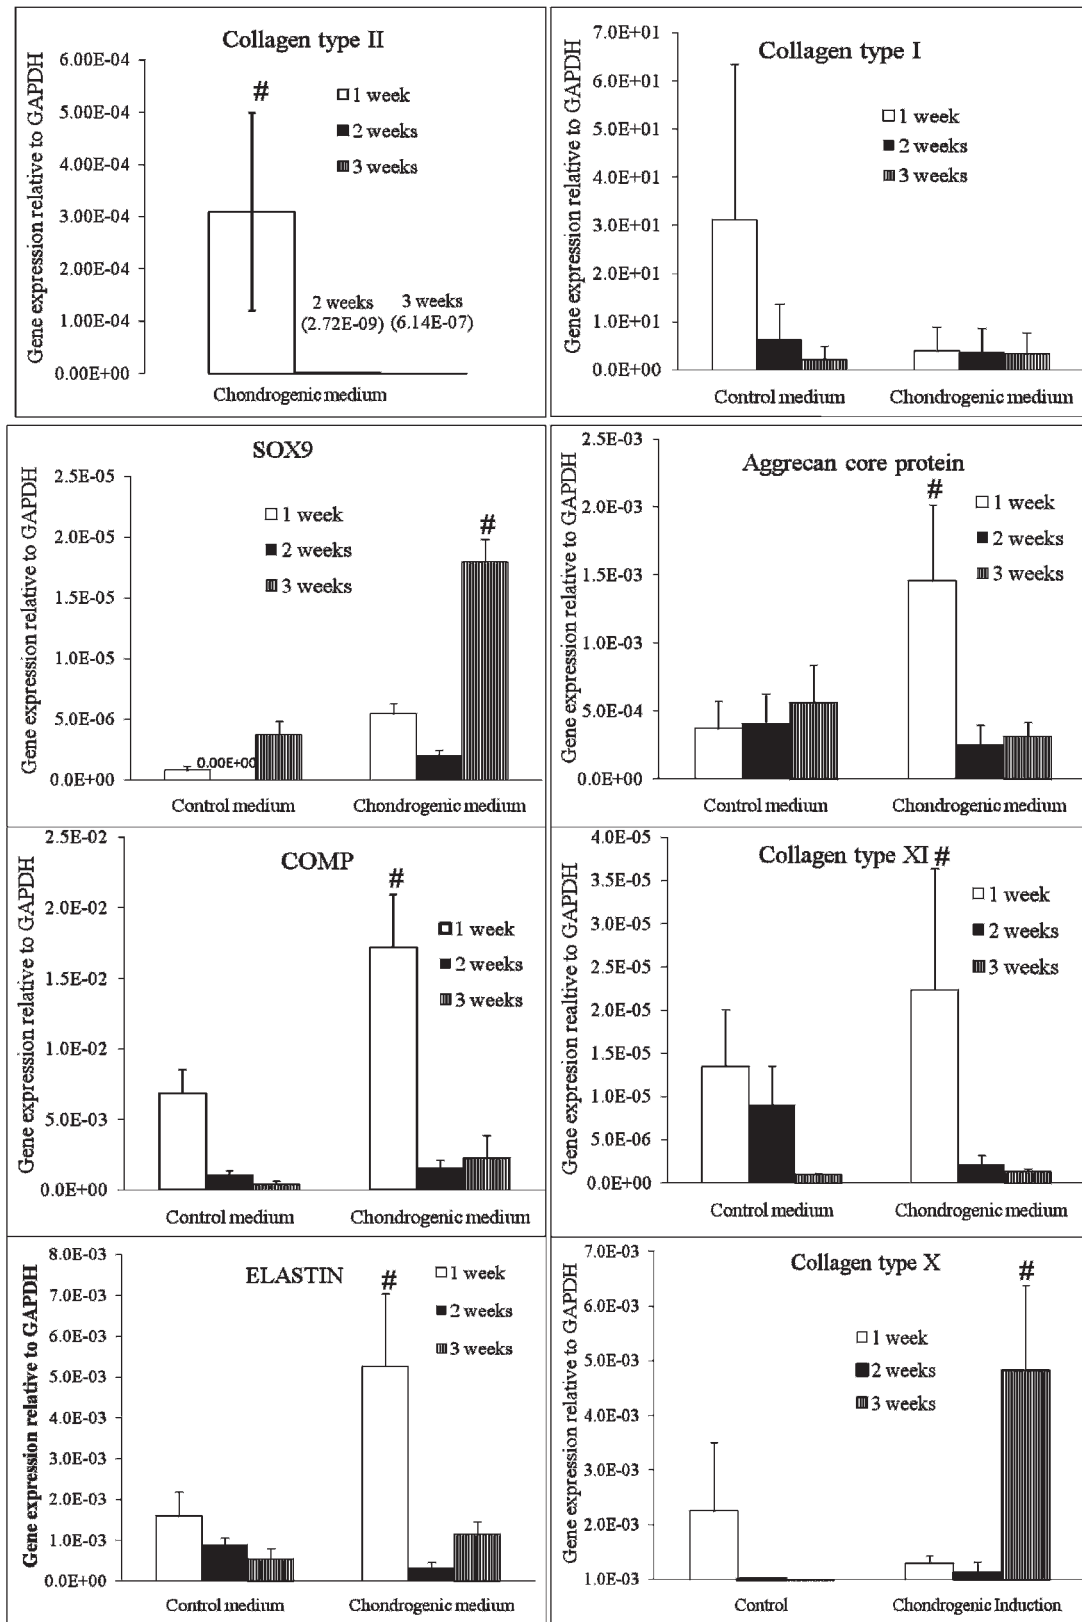 Collagen type II
Gene expression relative to GAPDH
6.00E-04
5.00E-04
4.00E-04
3.00E-04
2.00E-04
1.00E-04
0.00E+00
#
1 week
2 weeks
3 weeks
2 weeks
(2.72E-09)
3 weeks
(6.14E-07)
Chondrogenic medium
Collagen type I
Gene expression relative to GAPDH
7.0E+01
6.0E+01
5.0E+01
4.0E+01
3.0E+01
2.0E+01
1.0E+01
0.0E+00
1 week
2 weeks
3 weeks
Control medium
Chondrogenic medium
SOX9
Gene expression relative to GAPDH
2.5E-05
2.0E-05
1.5E-05
1.0E-05
5.0E-06
0.0E+00
1 week
2 weeks
3 weeks
#
0.00E+00
Control medium
Chondrogenic medium
Aggrecan core protein
Gene expression relative to GAPDH
2.5E-03
2.0E-03
1.5E-03
1.0E-03
5.0E-04
0.0E+00
#
1 week
2 weeks
3 weeks
Control medium
Chondrogenic medium
COMP
Gene expression relative to GAPDH
2.5E-02
2.0E-02
1.5E-02
1.0E-02
5.0E-03
0.0E+00
#
1 week
2 weeks
3 weeks
Control medium
Chondrogenic medium
Collagen type XI
Gene expression realtive to GAPDH
4.0E-05
3.5E-05
3.0E-05
2.5E-05
2.0E-05
1.5E-05
1.0E-05
5.0E-06
0.0E+00
#
1 week
2 weeks
3 weeks
Control medium
Chondrogenic medium
ELASTIN
Gene expression relative to GAPDH
8.0E-03
7.0E-03
6.0E-03
5.0E-03
4.0E-03
3.0E-03
2.0E-03
1.0E-03
0.0E+00
#
1 week
2 weeks
3 weeks
Control medium
Chondrogenic medium
Collagen type X
Gene expression relative to GAPDH
7.0E-03
6.0E-03
5.0E-03
4.0E-03
3.0E-03
2.0E-03
1.0E-03
#
1 week
2 weeks
3 weeks
Control
Chondrogenic Induction